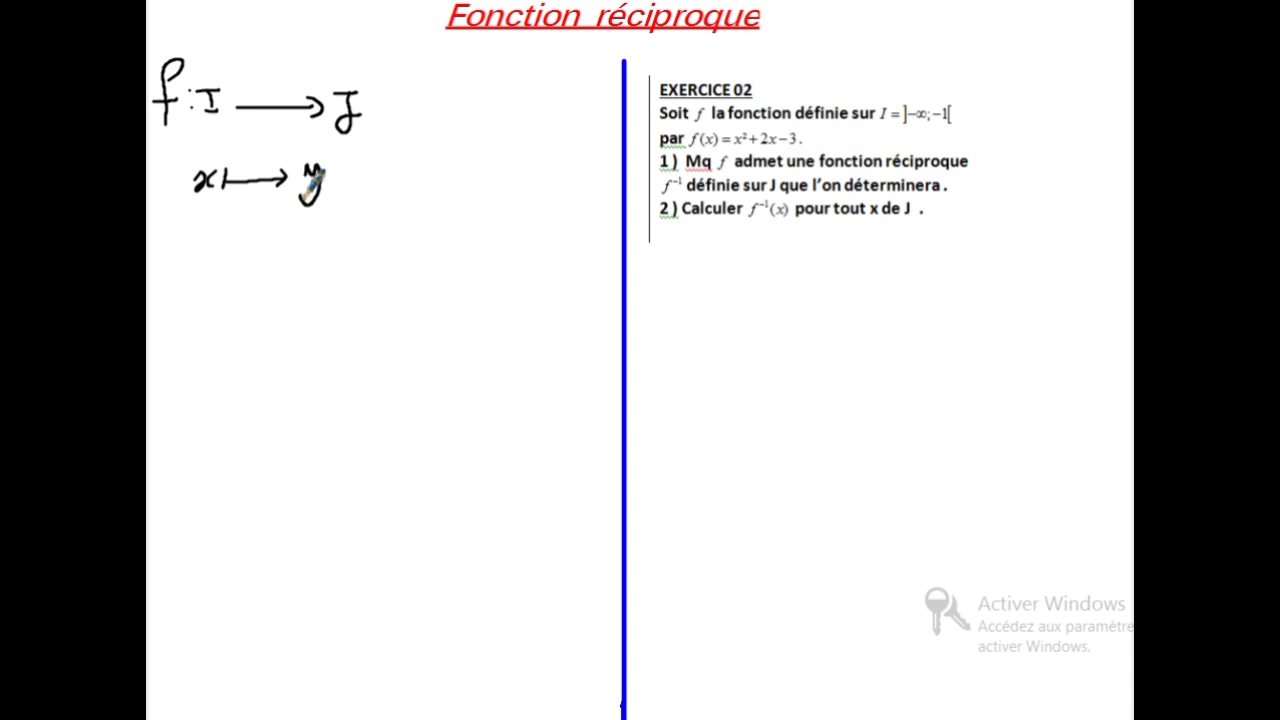 Fonction réciproque
f : I ⟶ J
x ⟼ y
EXERCICE 02
Soit f la fonction définie sur I = ]−∞; −1[
par f(x) = x² + 2x − 3 .
1) Mq f admet une fonction réciproque
f⁻¹ définie sur J que l'on déterminera .
2) Calculer f⁻¹(x) pour tout x de J .
Activer Windows
Accédez aux paramètre
activer Windows.